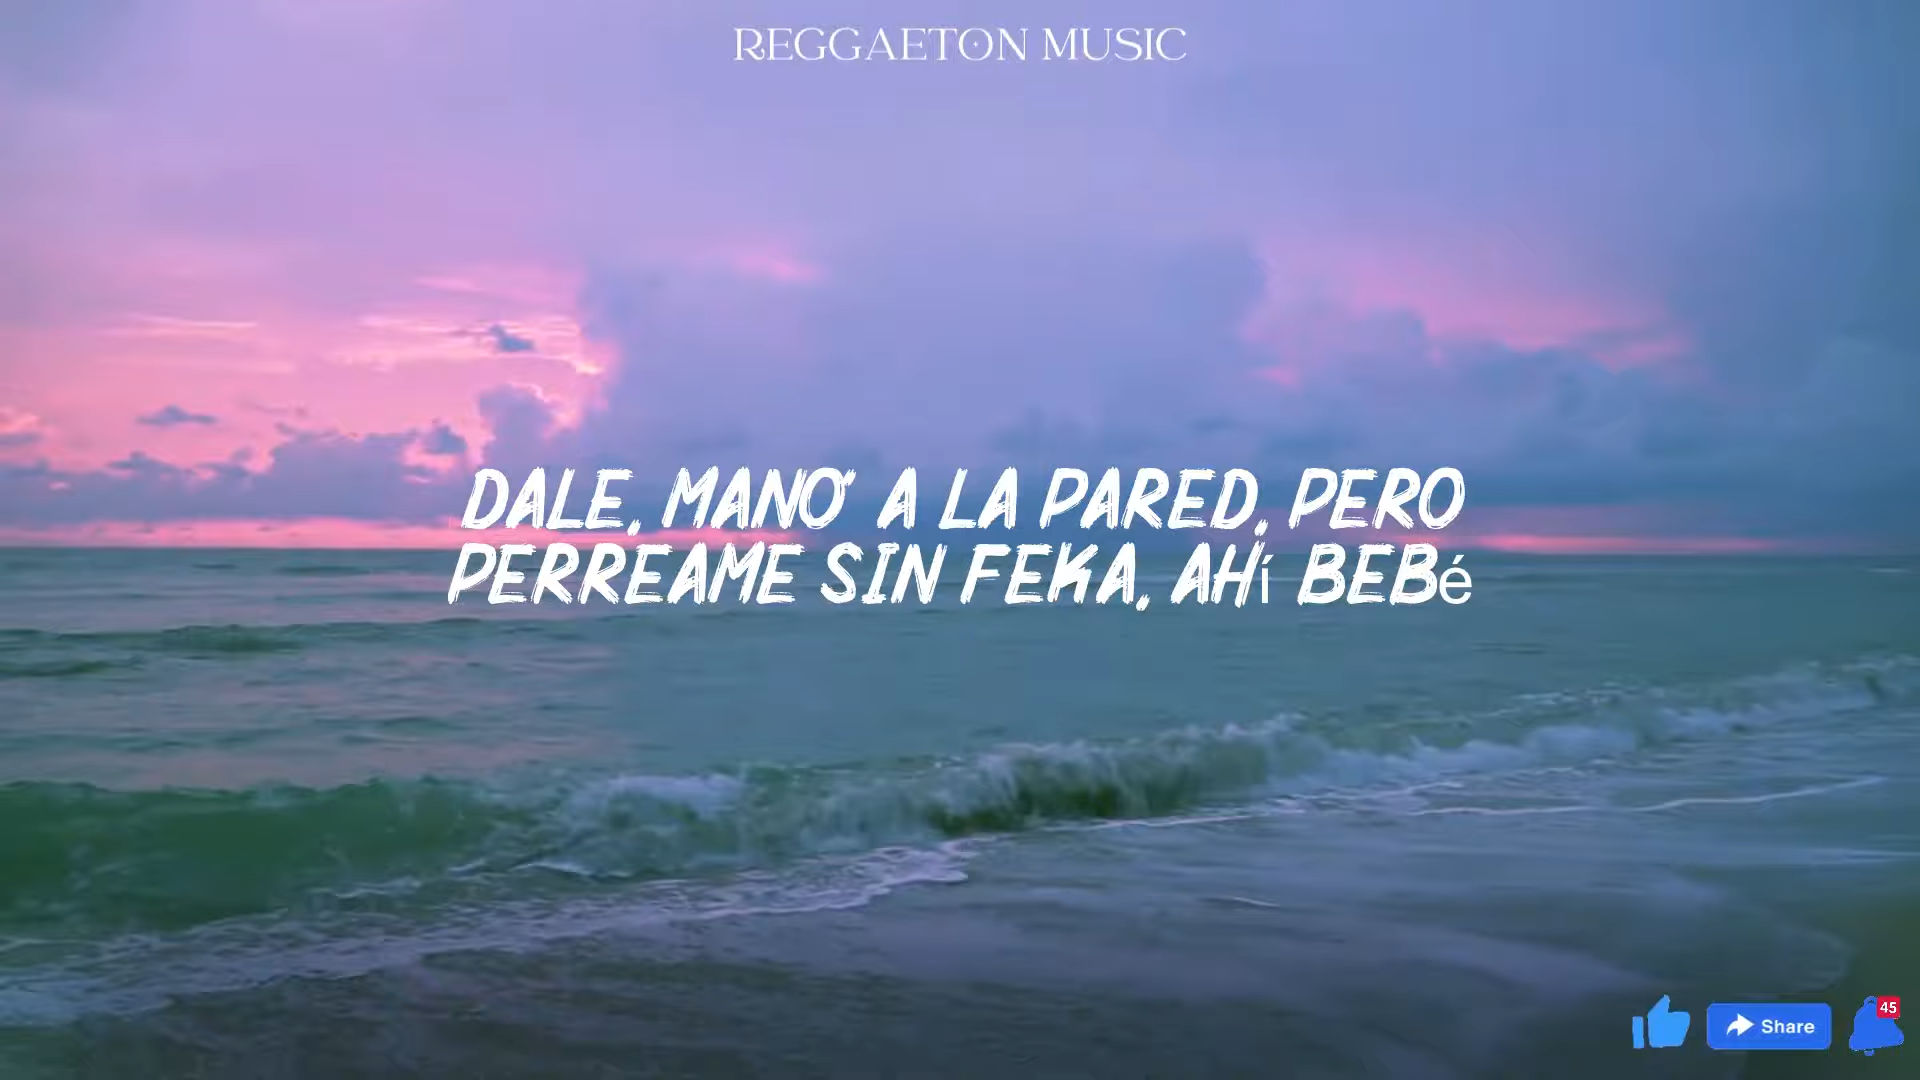 REGGAETON MUSIC
DALE, MANO' A LA PARED, PERO
PERREAME SIN FEKA, AHí BEBé
45
Share